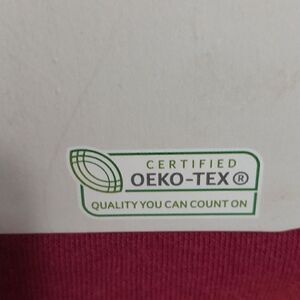 CERTIFIED
OEKO-TEX®
QUALITY YOU CAN COUNT ON